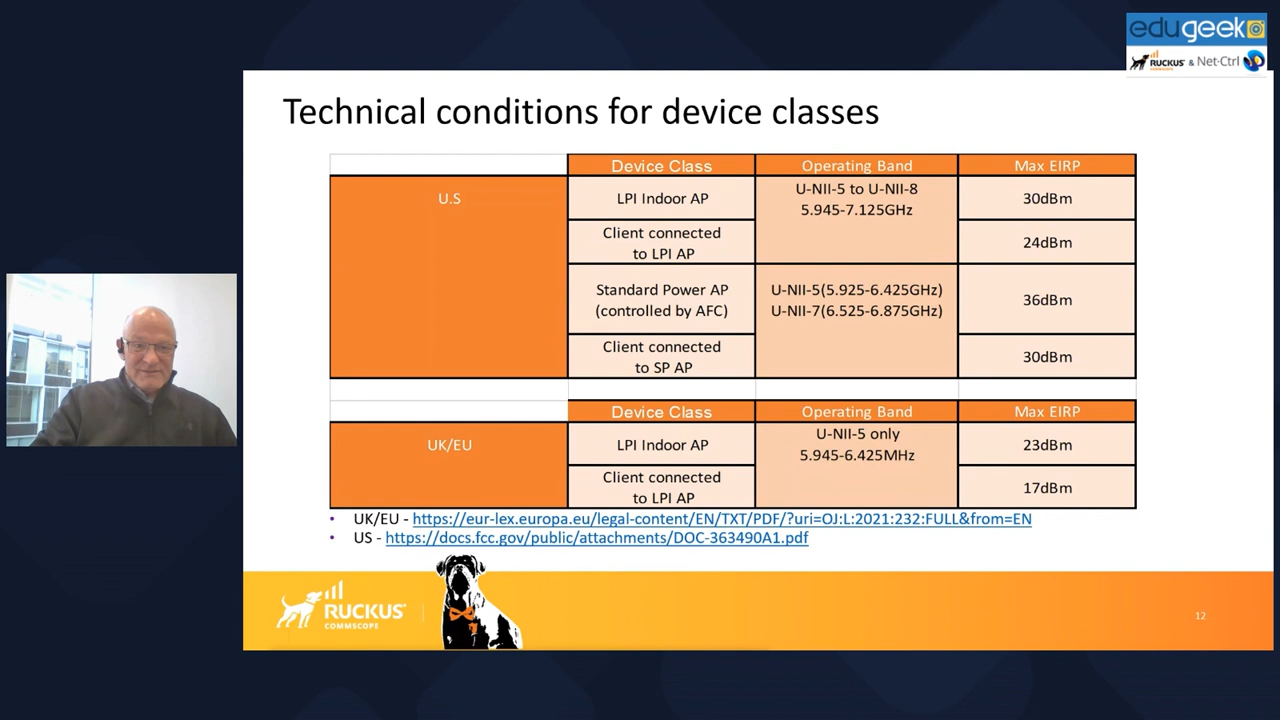 edugeek
RUCKUS & Net-Ctrl
COMMSCOPE
Technical conditions for device classes
Device Class Operating Band Max EIRP
U.S
LPI Indoor AP
U-NII-5 to U-NII-8
5.945-7.125GHz
30dBm
Client connected
to LPI AP
24dBm
Standard Power AP
(controlled by AFC)
U-NII-5(5.925-6.425GHz)
U-NII-7(6.525-6.875GHz)
36dBm
Client connected
to SP AP
30dBm
Device Class Operating Band Max EIRP
UK/EU
LPI Indoor AP
U-NII-5 only
5.945-6.425MHz
23dBm
Client connected
to LPI AP
17dBm
• UK/EU - https://eur-lex.europa.eu/legal-content/EN/TXT/PDF/?uri=OJ:L:2021:232:FULL&from=EN
• US - https://docs.fcc.gov/public/attachments/DOC-363490A1.pdf
RUCKUS
COMMSCOPE
12